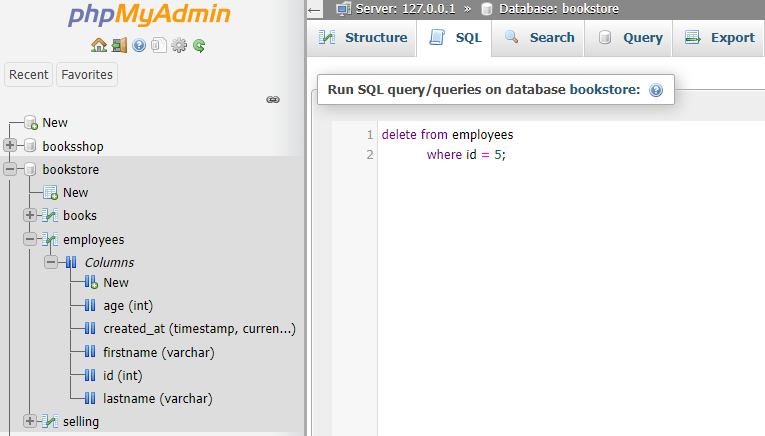 phpMyAdmin
Recent Favorites
New
booksshop
bookstore
New
books
employees
Columns
New
age (int)
created_at (timestamp, curren...)
firstname (varchar)
id (int)
lastname (varchar)
selling
Server: 127.0.0.1 » Database: bookstore
Structure SQL Search Query Export
Run SQL query/queries on database bookstore:
1 delete from employees
2 where id = 5;